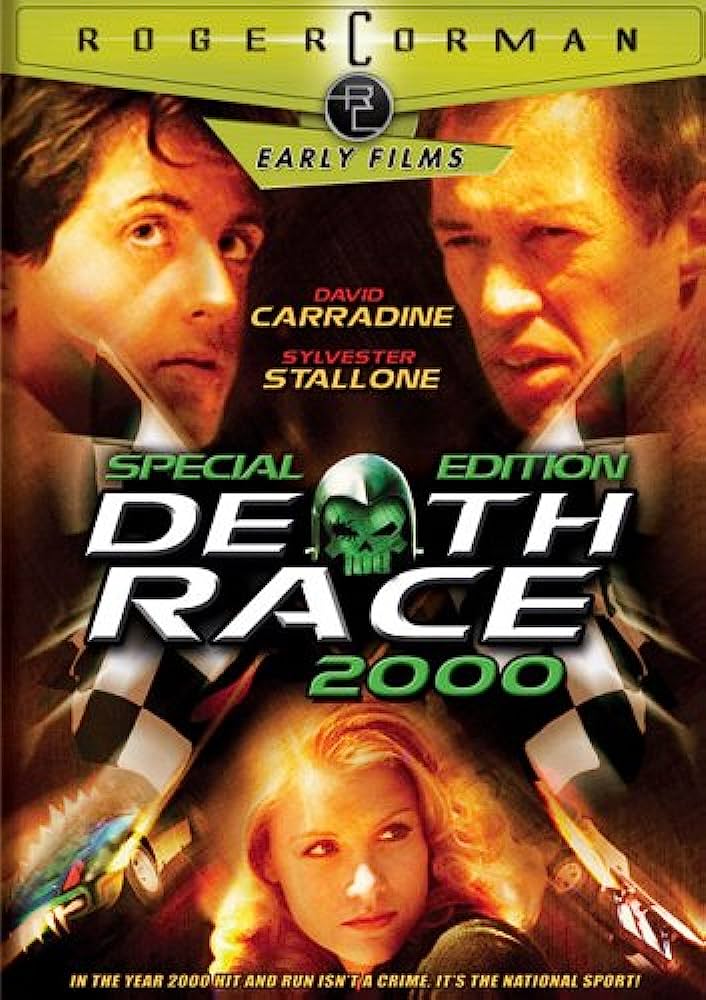 ROGER CORMAN
RC
EARLY FILMS
DAVID
CARRADINE
SYLVESTER
STALLONE
SPECIAL EDITION
DEATH
RACE
2000
IN THE YEAR 2000 HIT AND RUN ISN'T A CRIME. IT'S THE NATIONAL SPORT!